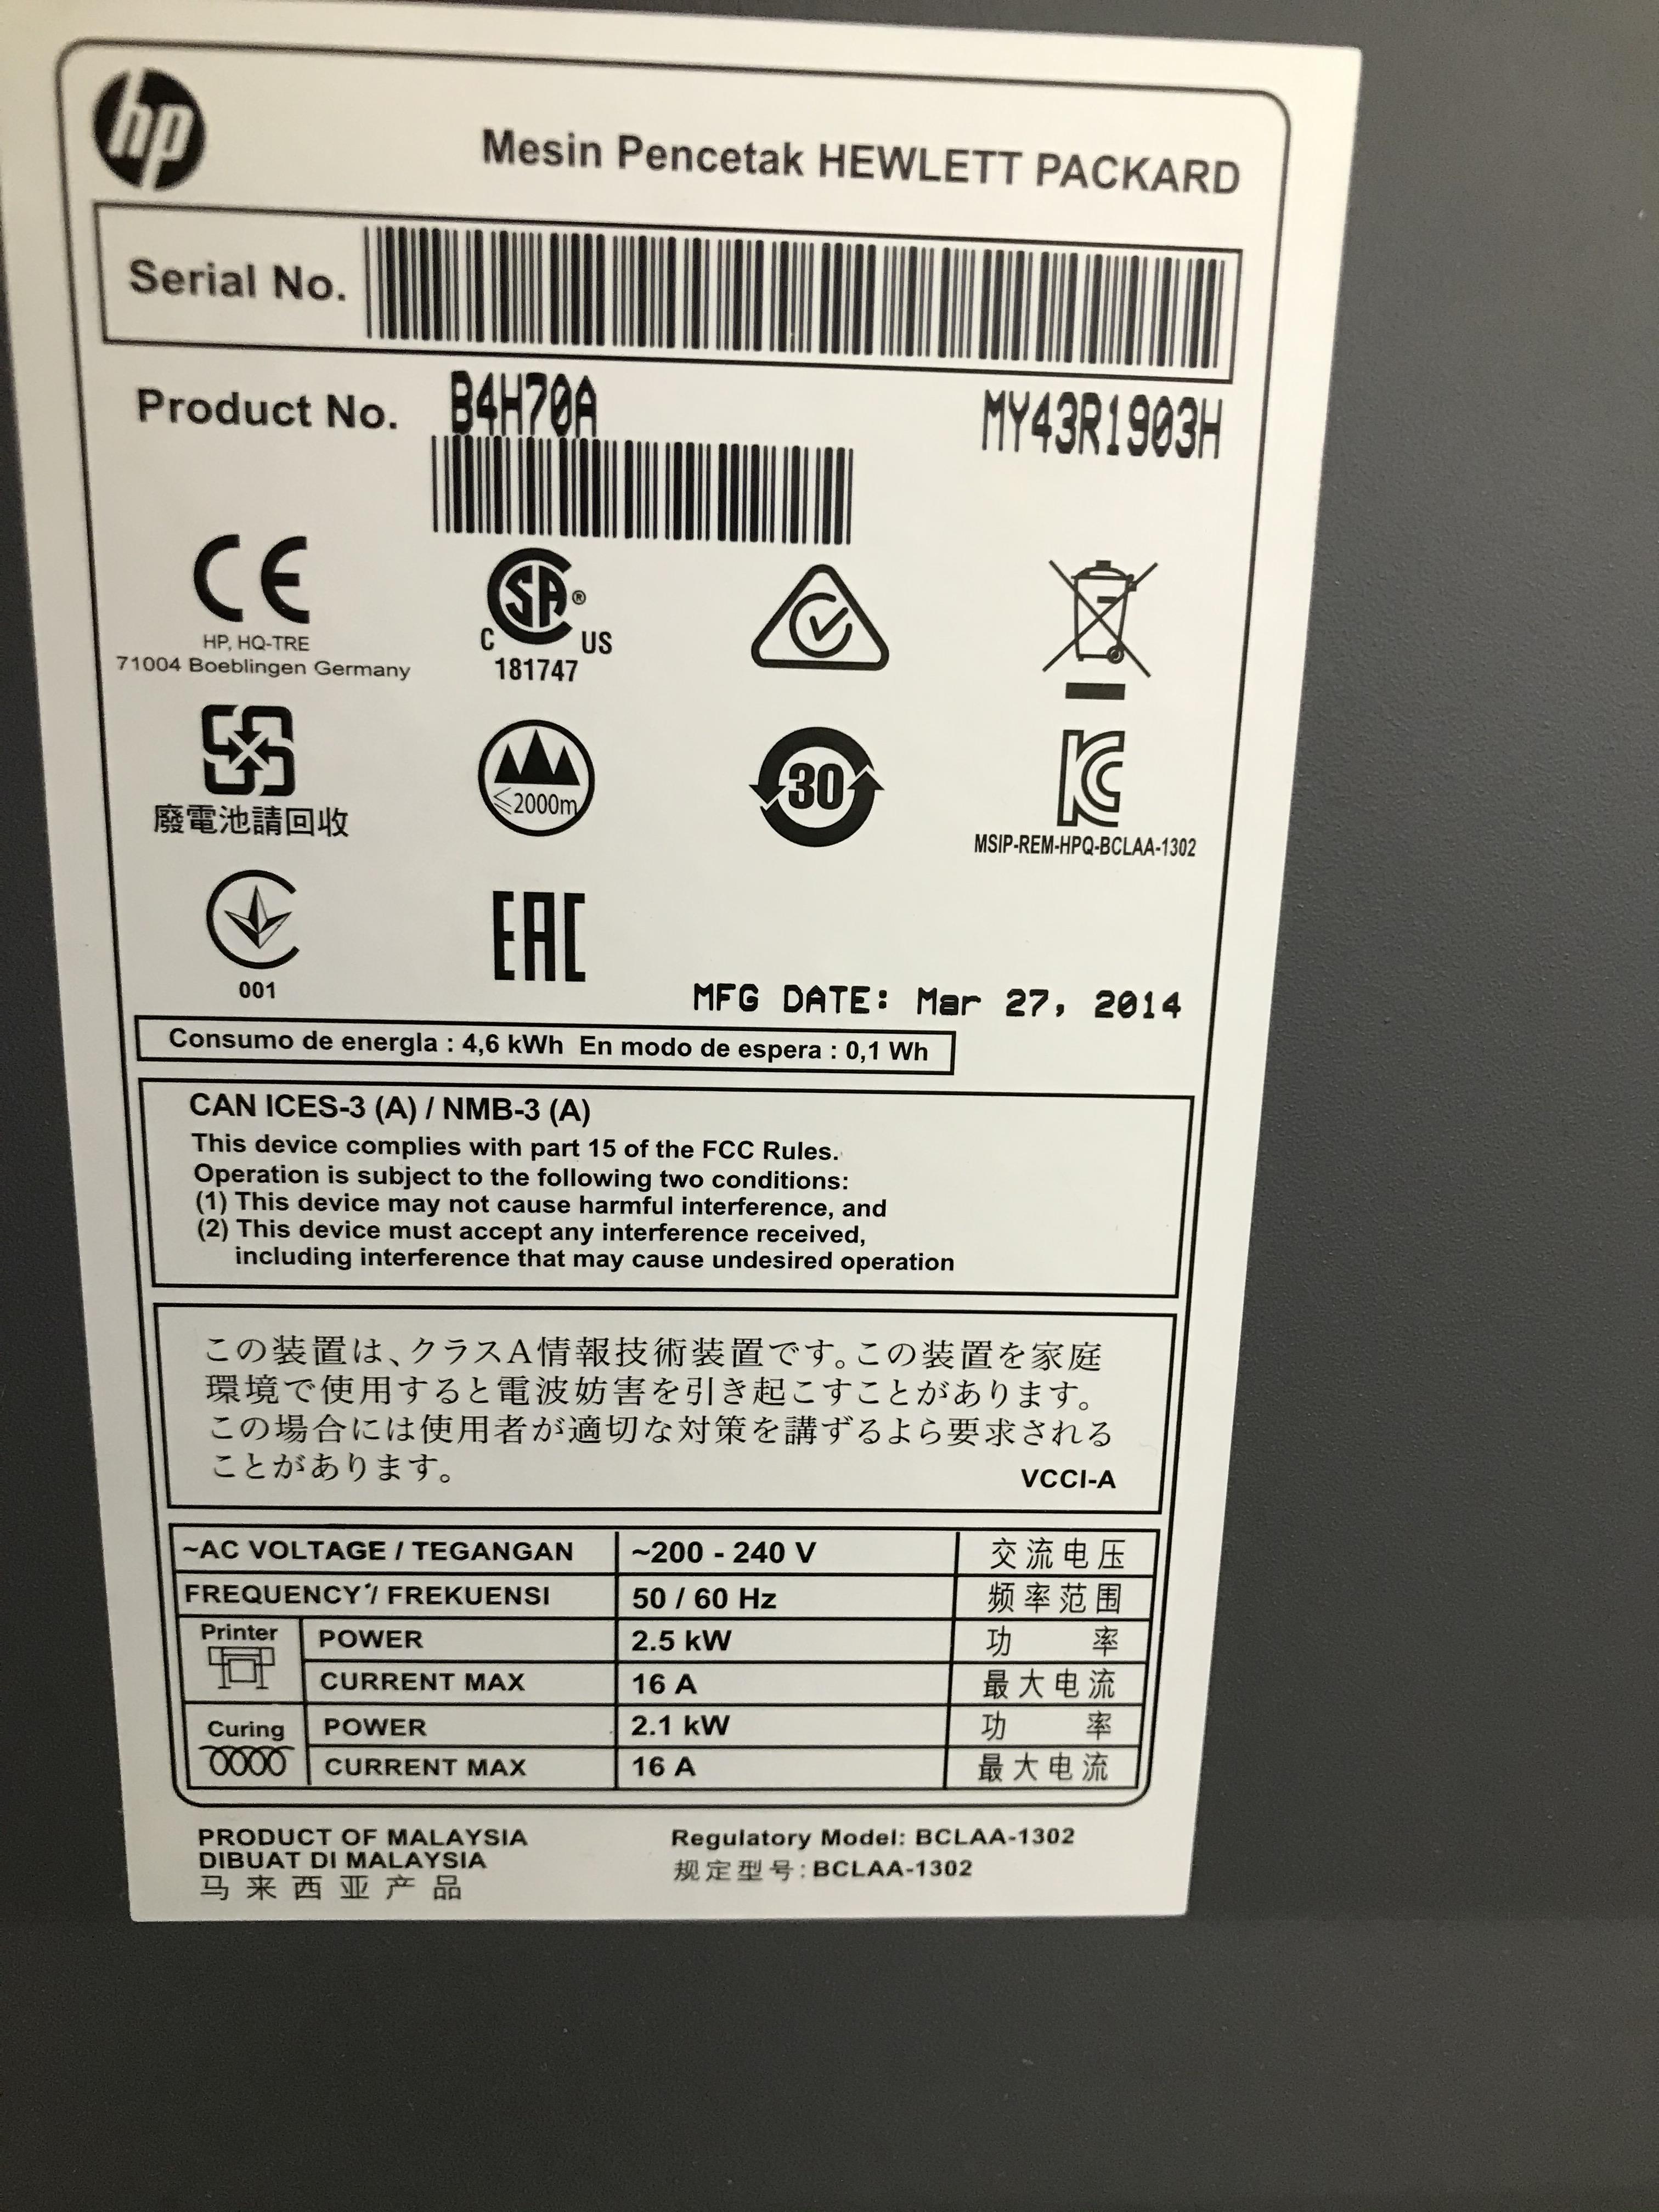 hp
Mesin Pencetak HEWLETT PACKARD
Serial No.
Product No. B4H70A MY43R1903H
CE
HP, HQ-TRE
71004 Boeblingen Germany
SA®
C US
181747
廢電池請回收
≤2000m
30
KC
MSIP-REM-HPQ-BCLAA-1302
001
EAC
MFG DATE: Mar 27, 2014
Consumo de energla : 4,6 kWh En modo de espera : 0,1 Wh
CAN ICES-3 (A) / NMB-3 (A)
This device complies with part 15 of the FCC Rules.
Operation is subject to the following two conditions:
(1) This device may not cause harmful interference, and
(2) This device must accept any interference received,
including interference that may cause undesired operation
この装置は、クラスA情報技術装置です。この装置を家庭
環境で使用すると電波妨害を引き起こすことがあります。
この場合には使用者が適切な対策を講ずるよら要求される
ことがあります。
VCCI-A
~AC VOLTAGE / TEGANGAN ~200 - 240 V 交流电压
FREQUENCY / FREKUENSI 50 / 60 Hz 频率范围
Printer POWER 2.5 kW 功 率
CURRENT MAX 16 A 最大电流
Curing POWER 2.1 kW 功 率
CURRENT MAX 16 A 最大电流
PRODUCT OF MALAYSIA
DIBUAT DI MALAYSIA
马来西亚产品
Regulatory Model: BCLAA-1302
规定型号: BCLAA-1302